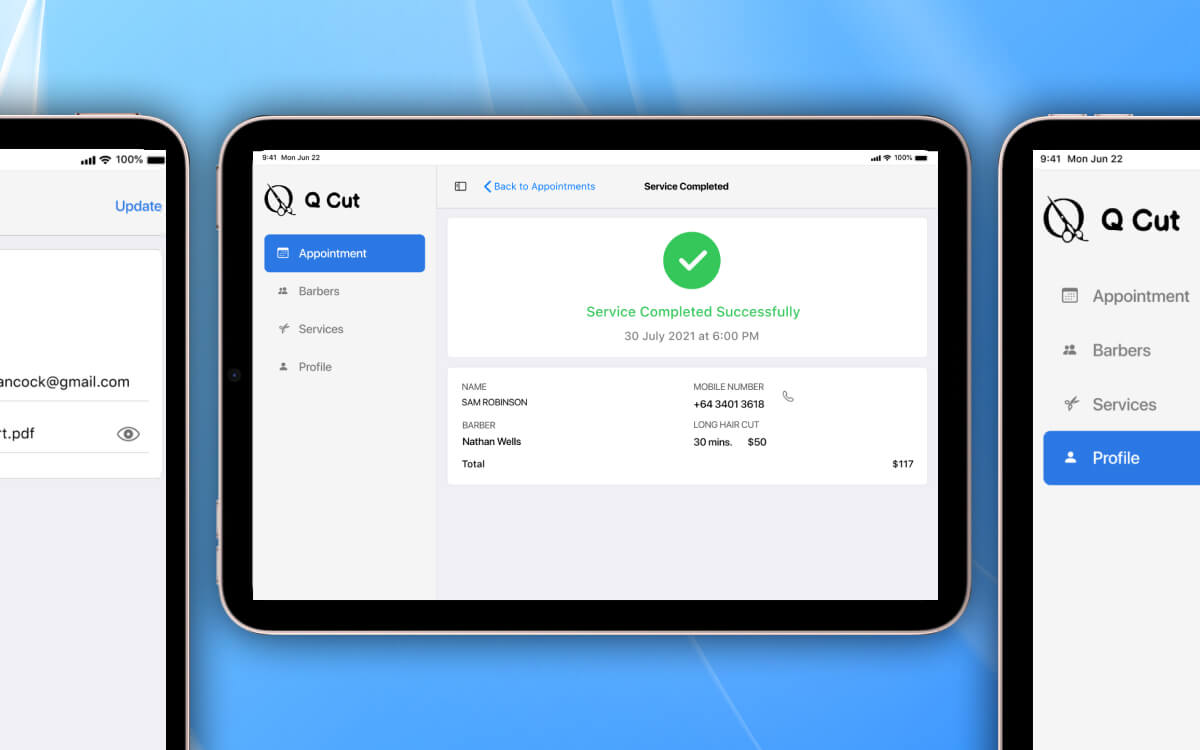 100%
Update
ancock@gmail.com
t.pdf
9:41 Mon Jun 22
100%
Q Cut
Appointment
Barbers
Services
Profile
Back to Appointments
Service Completed
Service Completed Successfully
30 July 2021 at 6:00 PM
NAME
SAM ROBINSON
MOBILE NUMBER
+64 3401 3618
BARBER
Nathan Wells
LONG HAIR CUT
30 mins. $50
Total $117
9:41 Mon Jun 22
Q Cut
Appointment
Barbers
Services
Profile